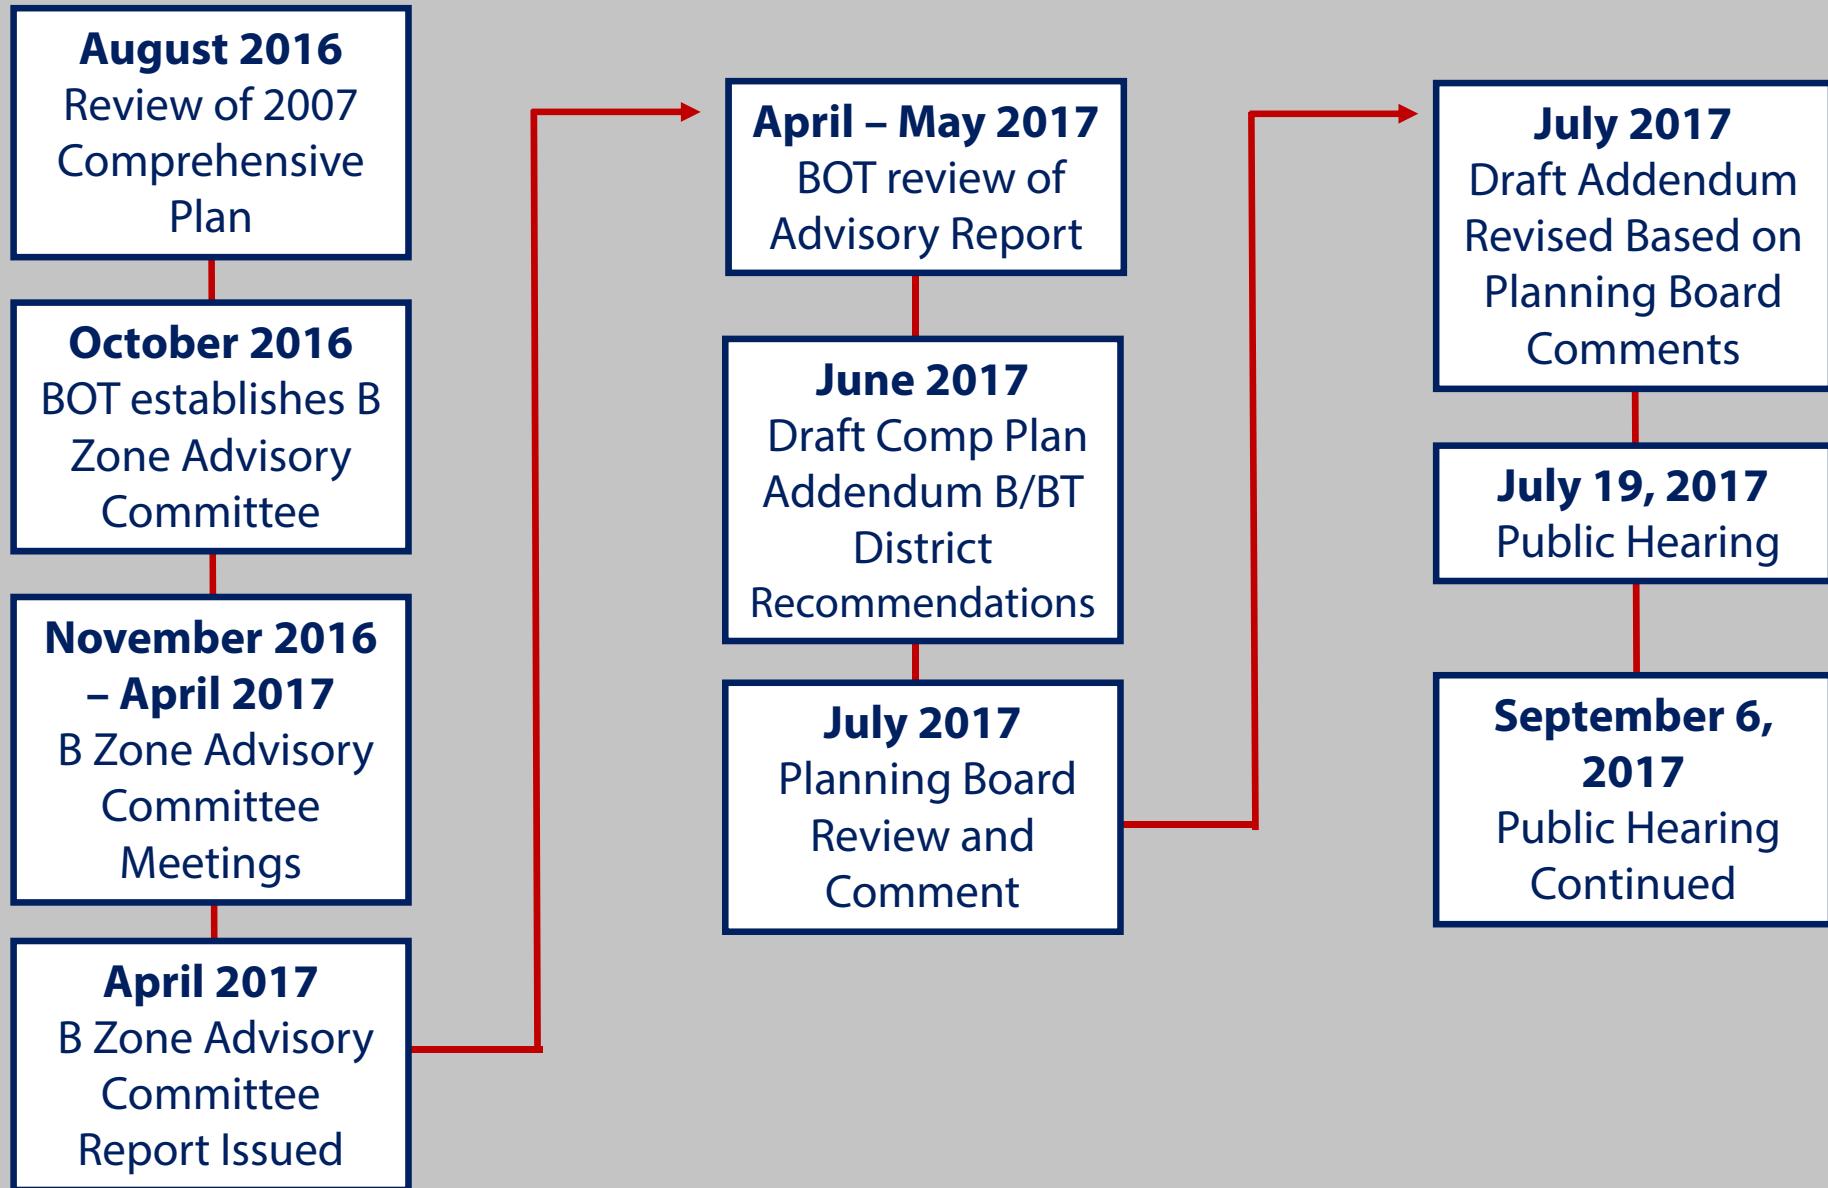 August 2016
Review of 2007
Comprehensive
Plan
October 2016
BOT establishes B
Zone Advisory
Committee
November 2016
– April 2017
B Zone Advisory
Committee
Meetings
April 2017
B Zone Advisory
Committee
Report Issued
April – May 2017
BOT review of
Advisory Report
June 2017
Draft Comp Plan
Addendum B/BT
District
Recommendations
July 2017
Planning Board
Review and
Comment
July 2017
Draft Addendum
Revised Based on
Planning Board
Comments
July 19, 2017
Public Hearing
September 6,
2017
Public Hearing
Continued